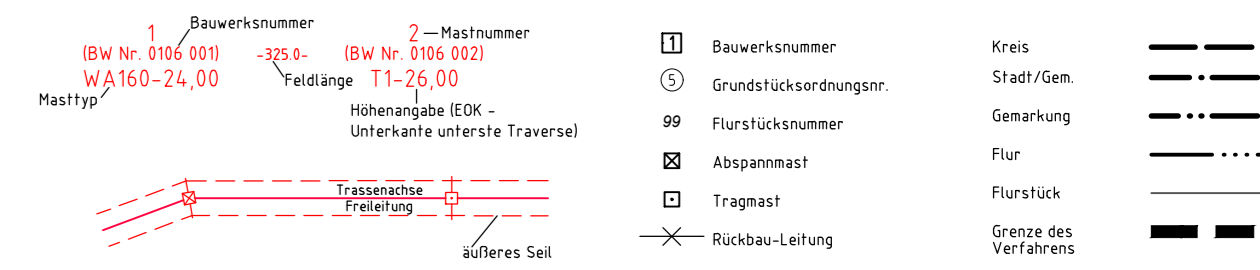 Bauwerksnummer
1
2 Mastnummer
(BW Nr. 0106 001) -325.0- (BW Nr. 0106 002)
WA160-24,00 Feldlänge T1-26,00
Masttyp
Höhenangabe (EOK -
Unterkante unterste Traverse)
Trassenachse
Freileitung
äußeres Seil
1 Bauwerksnummer
5 Grundstücksordnungsnr.
99 Flurstücksnummer
Abspannmast
Tragmast
Rückbau-Leitung
Kreis
Stadt/Gem.
Gemarkung
Flur
Flurstück
Grenze des
Verfahrens